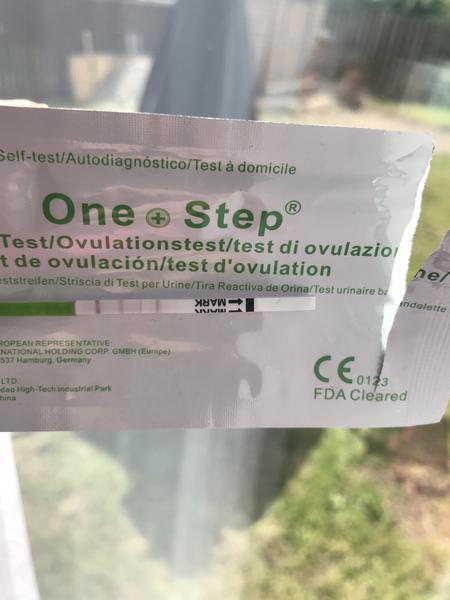 Self-test/Autodiagnóstico/Test à domicile
One Step®
Test/Ovulationstest/test di ovulazion
t de ovulación/test d'ovulation
eststreifen/Striscia di Test per Urine/Tira Reactiva de Orina/Test urinaire ba
ne/
ndelette
MARK
ROPEAN REPRESENTATIVE:
NATIONAL HOLDING CORP. GMBH (Europe)
537 Hamburg, Germany
LTD.
dao High-Tech Industrial Park
hina
CE 0123
FDA Cleared